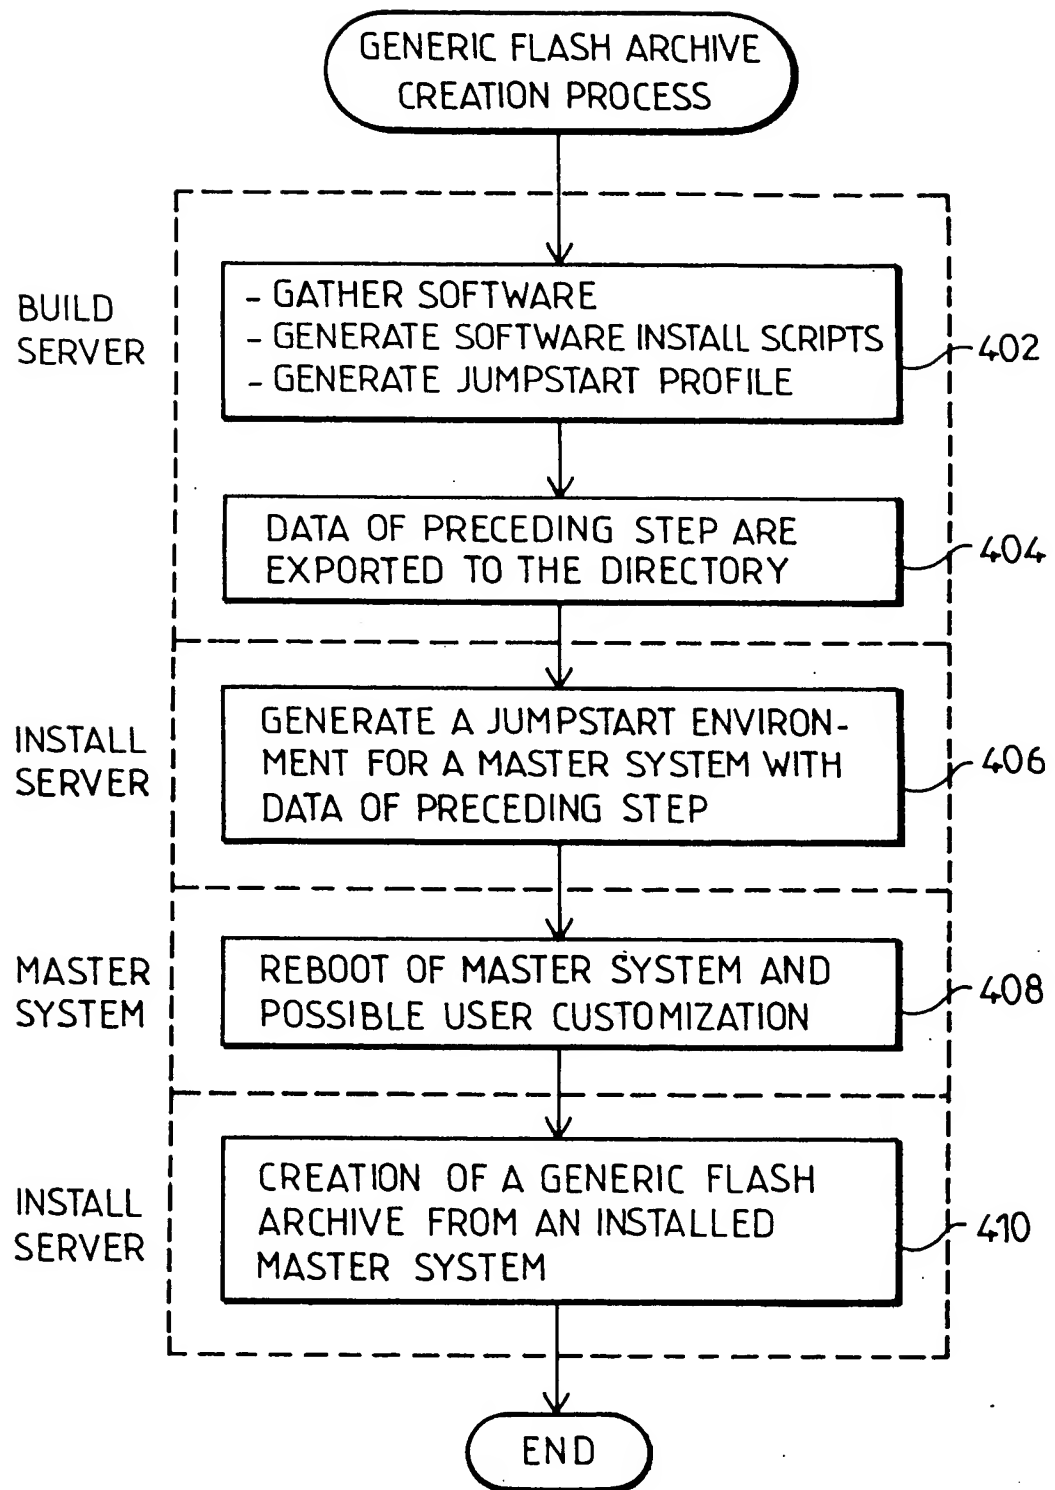 GENERIC FLASH ARCHIVE
CREATION PROCESS
BUILD
SERVER
- GATHER SOFTWARE
- GENERATE SOFTWARE INSTALL SCRIPTS
- GENERATE JUMPSTART PROFILE
402
DATA OF PRECEDING STEP ARE
EXPORTED TO THE DIRECTORY
404
INSTALL
SERVER
GENERATE A JUMPSTART ENVIRON-
MENT FOR A MASTER SYSTEM WITH
DATA OF PRECEDING STEP
406
MASTER
SYSTEM
REBOOT OF MASTER SYSTEM AND
POSSIBLE USER CUSTOMIZATION
408
INSTALL
SERVER
CREATION OF A GENERIC FLASH
ARCHIVE FROM AN INSTALLED
MASTER SYSTEM
410
END